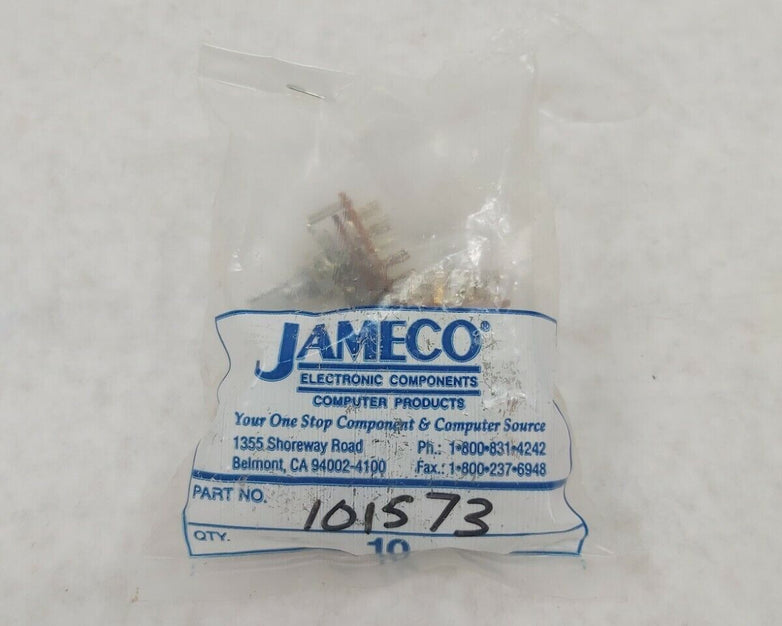 JAMECO®
ELECTRONIC COMPONENTS
COMPUTER PRODUCTS
Your One Stop Component & Computer Source
1355 Shoreway Road Ph.: 1•800•831•4242
Belmont, CA 94002-4100 Fax.: 1•800•237•6948
PART NO. 101573
QTY. 10